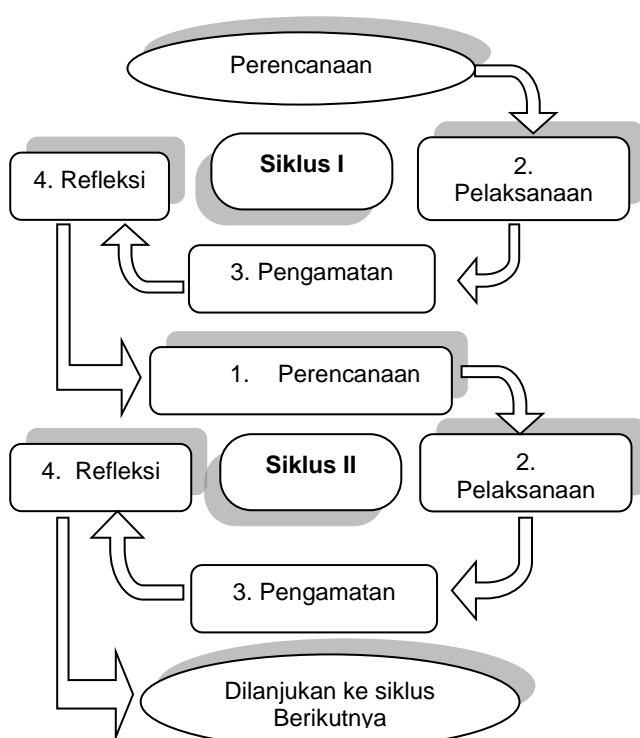 Perencanaan
Siklus I
4. Refleksi
2.
Pelaksanaan
3. Pengamatan
1. Perencanaan
Siklus II
4. Refleksi
2.
Pelaksanaan
3. Pengamatan
Dilanjukan ke siklus
Berikutnya